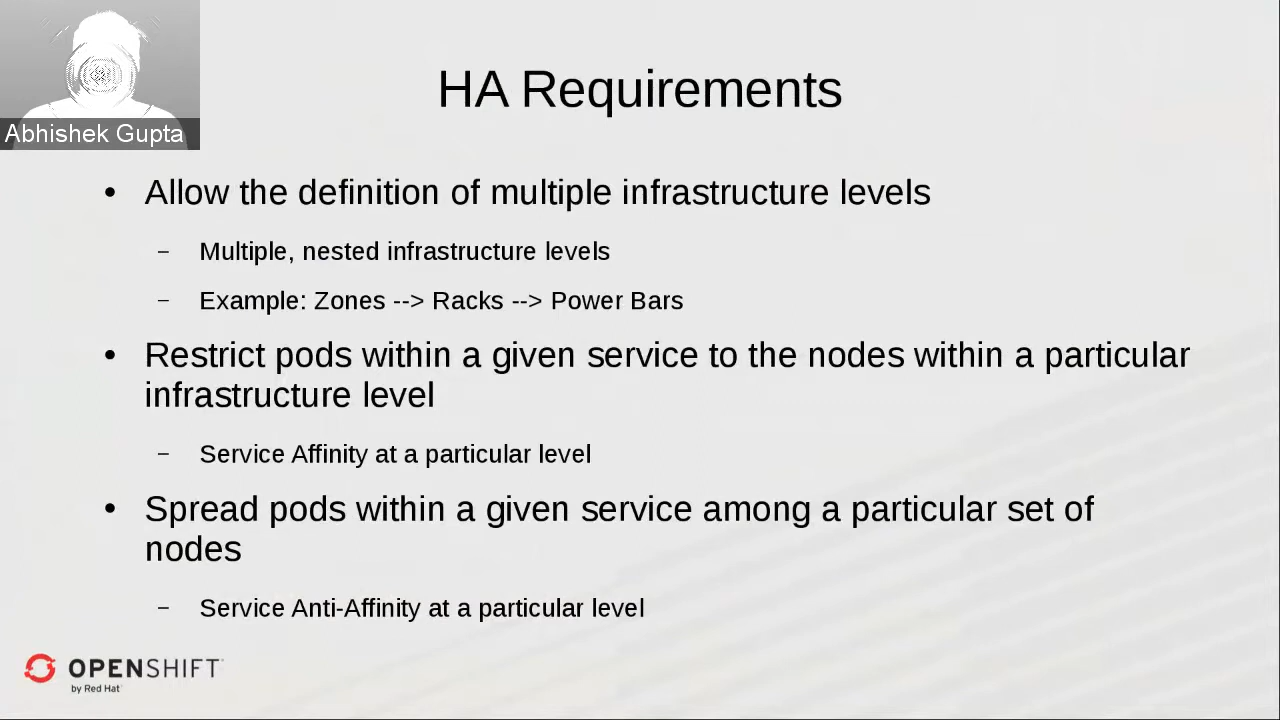 Abhishek Gupta
HA Requirements
• Allow the definition of multiple infrastructure levels
– Multiple, nested infrastructure levels
– Example: Zones --> Racks --> Power Bars
• Restrict pods within a given service to the nodes within a particular
infrastructure level
– Service Affinity at a particular level
• Spread pods within a given service among a particular set of
nodes
– Service Anti-Affinity at a particular level
OPENSHIFT
by Red Hat